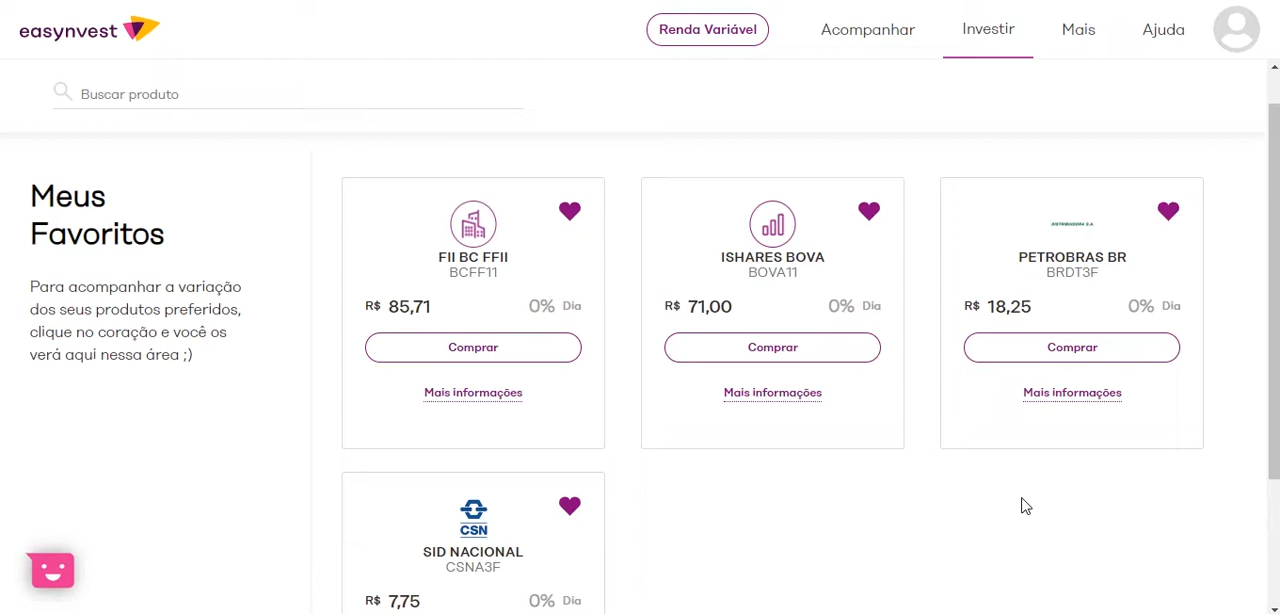 easynvest
Renda Variável
Acompanhar
Investir
Mais
Ajuda
Buscar produto
Meus
Favoritos
Para acompanhar a variação
dos seus produtos preferidos,
clique no coração e você os
verá aqui nessa área ;)
FII BC FFII
BCFF11
R$ 85,71 0% Dia
Comprar
Mais informações
ISHARES BOVA
BOVA11
R$ 71,00 0% Dia
Comprar
Mais informações
DISTRIBUIDORA S.A.
PETROBRAS BR
BRDT3F
R$ 18,25 0% Dia
Comprar
Mais informações
CSN
SID NACIONAL
CSNA3F
R$ 7,75 0% Dia